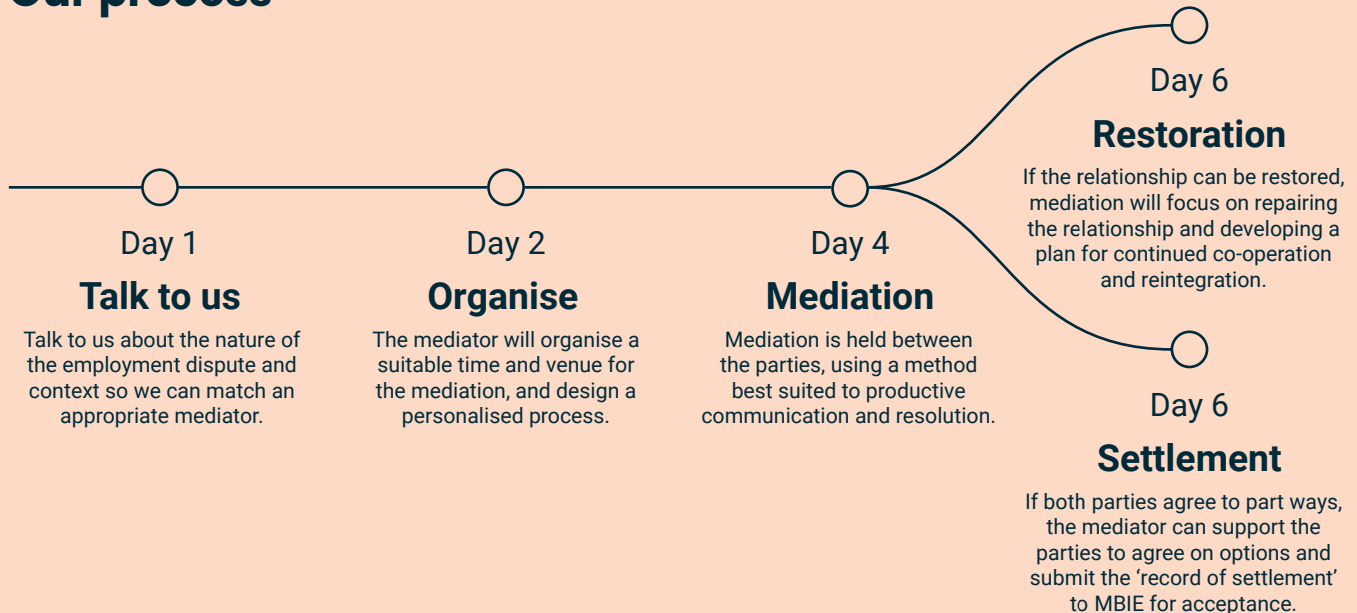 Our process
Day 1
Talk to us
Talk to us about the nature of
the employment dispute and
context so we can match an
appropriate mediator.
Day 2
Organise
The mediator will organise a
suitable time and venue for
the mediation, and design a
personalised process.
Day 4
Mediation
Mediation is held between
the parties, using a method
best suited to productive
communication and resolution.
Day 6
Restoration
If the relationship can be restored,
mediation will focus on repairing
the relationship and developing a
plan for continued co-operation
and reintegration.
Day 6
Settlement
If both parties agree to part ways,
the mediator can support the
parties to agree on options and
submit the ‘record of settlement’
to MBIE for acceptance.